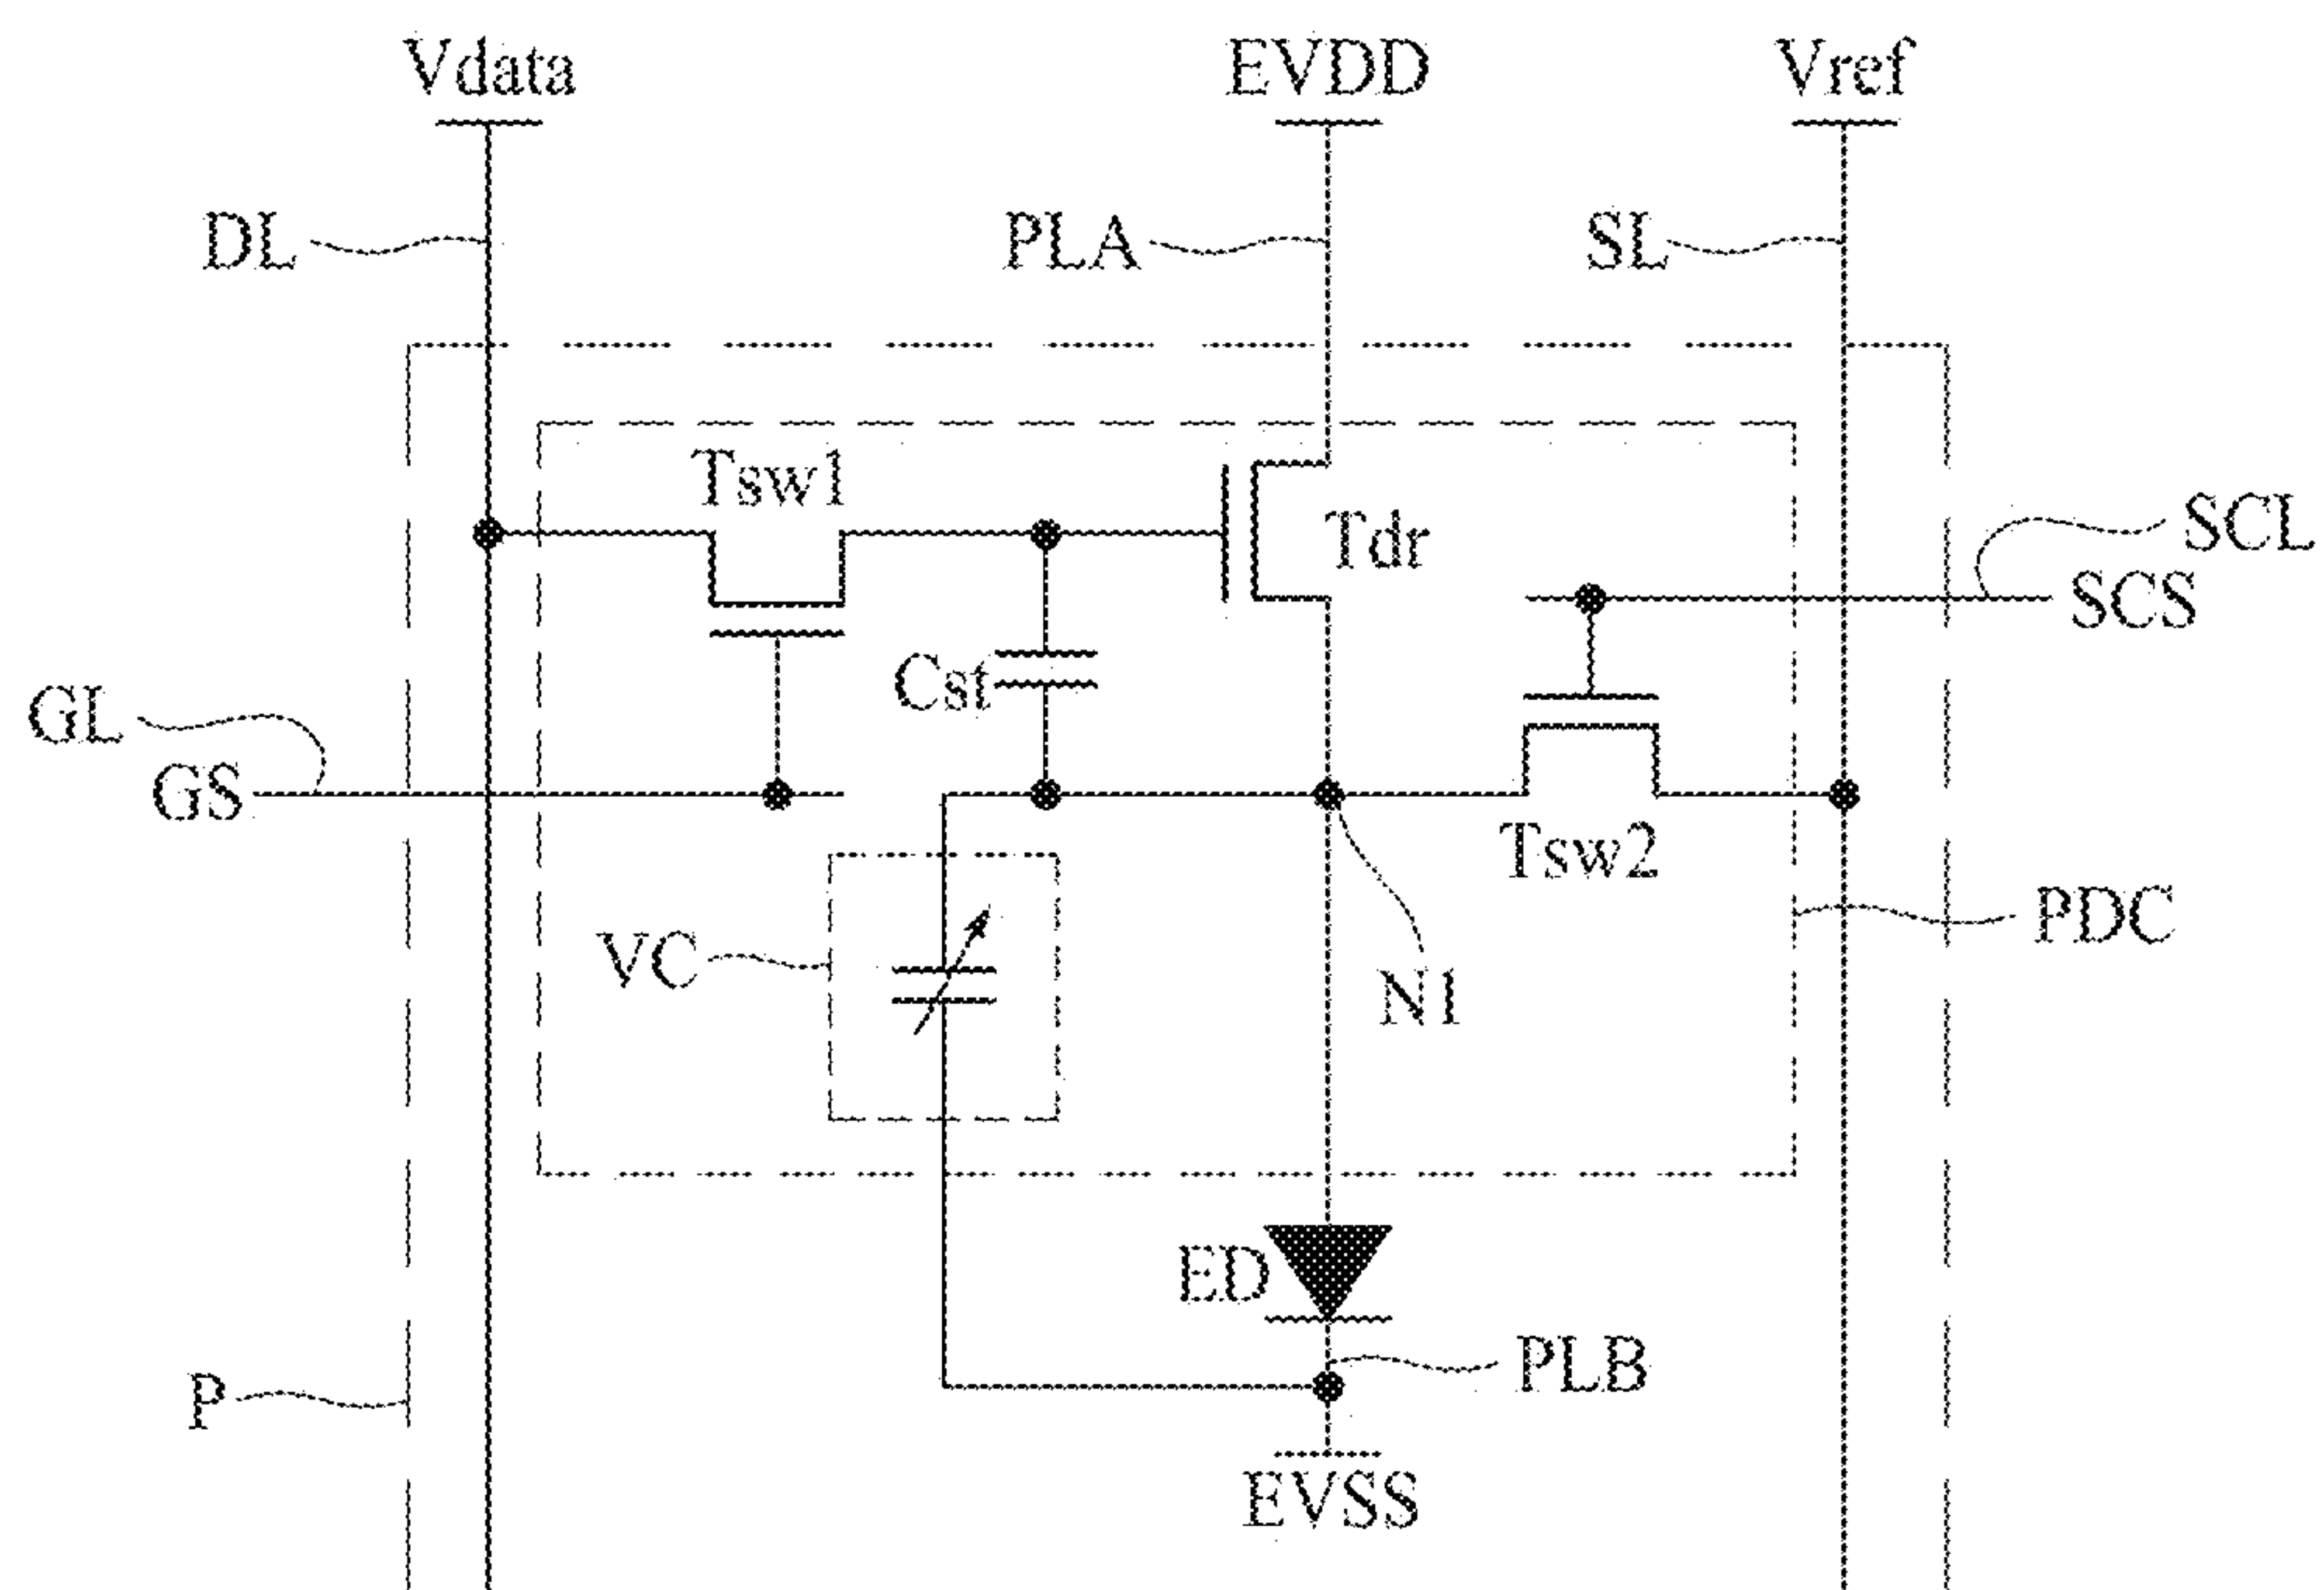 Vdata
EVDD
Vref
DL
PLA
SL
Tsw1
Tdr
SCL
SCS
Cst
GL
GS
Tsw2
PDC
VC
N1
ED
PLB
P
EVSS